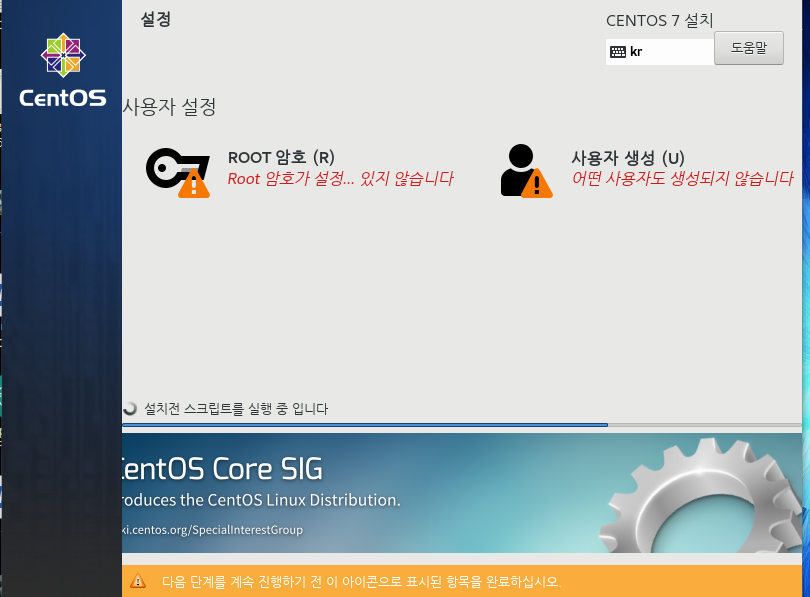 CentOS
설정
CENTOS 7 설치
kr
도움말
사용자 설정
ROOT 암호 (R)
Root 암호가 설정... 있지 않습니다
사용자 생성 (U)
어떤 사용자도 생성되지 않습니다
설치전 스크립트를 실행 중 입니다
CentOS Core SIG
roduces the CentOS Linux Distribution.
ki.centos.org/SpecialInterestGroup
다음 단계를 계속 진행하기 전 이 아이콘으로 표시된 항목을 완료하십시오.